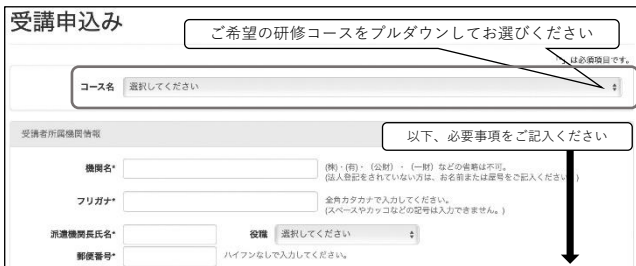 受講申込み
ご希望の研修コースをプルダウンしてお選びください
は必須項目です。
コース名 選択してください
受講者所属機関情報
以下、必要事項をご記入ください
機関名* (株)・(有)・（公財）・（一財）などの省略は不可。
(法人登記をされていない方は、お名前または屋号をご記入ください。)
フリガナ* 全角カタカナで入力してください。
(スペースやカッコなどの記号は入力できません。)
派遣機関長氏名* 役職 選択してください
郵便番号* ハイフンなしで入力してください。